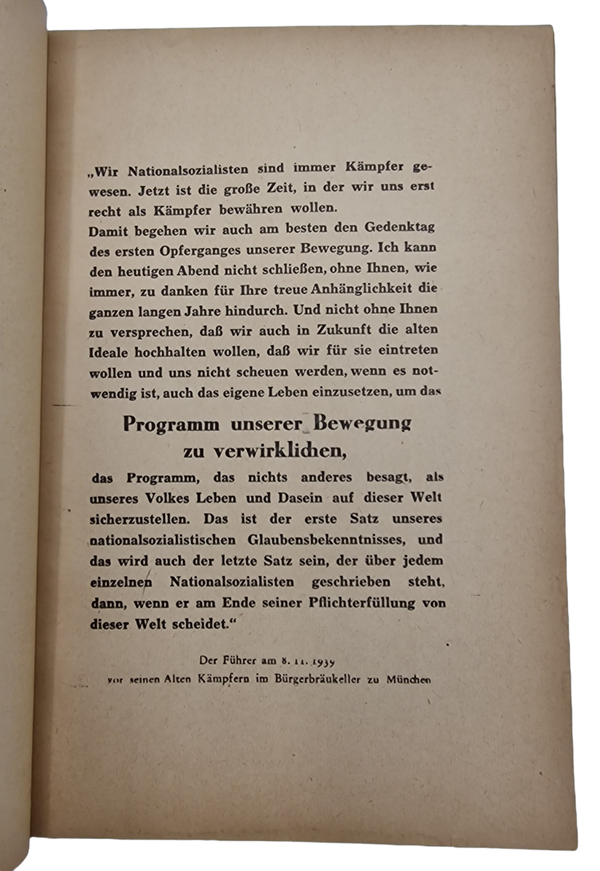 „Wir Nationalsozialisten sind immer Kämpfer ge-
wesen. Jetzt ist die große Zeit, in der wir uns erst
recht als Kämpfer bewähren wollen.
Damit begehen wir auch am besten den Gedenktag
des ersten Opferganges unserer Bewegung. Ich kann
den heutigen Abend nicht schließen, ohne Ihnen, wie
immer, zu danken für Ihre treue Anhänglichkeit die
ganzen langen Jahre hindurch. Und nicht ohne Ihnen
zu versprechen, daß wir auch in Zukunft die alten
Ideale hochhalten wollen, daß wir für sie eintreten
wollen und uns nicht scheuen werden, wenn es not-
wendig ist, auch das eigene Leben einzusetzen, um das
Programm unserer Bewegung
zu verwirklichen,
das Programm, das nichts anderes besagt, als
unseres Volkes Leben und Dasein auf dieser Welt
sicherzustellen. Das ist der erste Satz unseres
nationalsozialistischen Glaubensbekenntnisses, und
das wird auch der letzte Satz sein, der über jedem
einzelnen Nationalsozialisten geschrieben steht,
dann, wenn er am Ende seiner Pflichterfüllung von
dieser Welt scheidet.“
Der Führer am 8. 11. 1939
vor seinen Alten Kämpfern im Bürgerbräukeller zu München